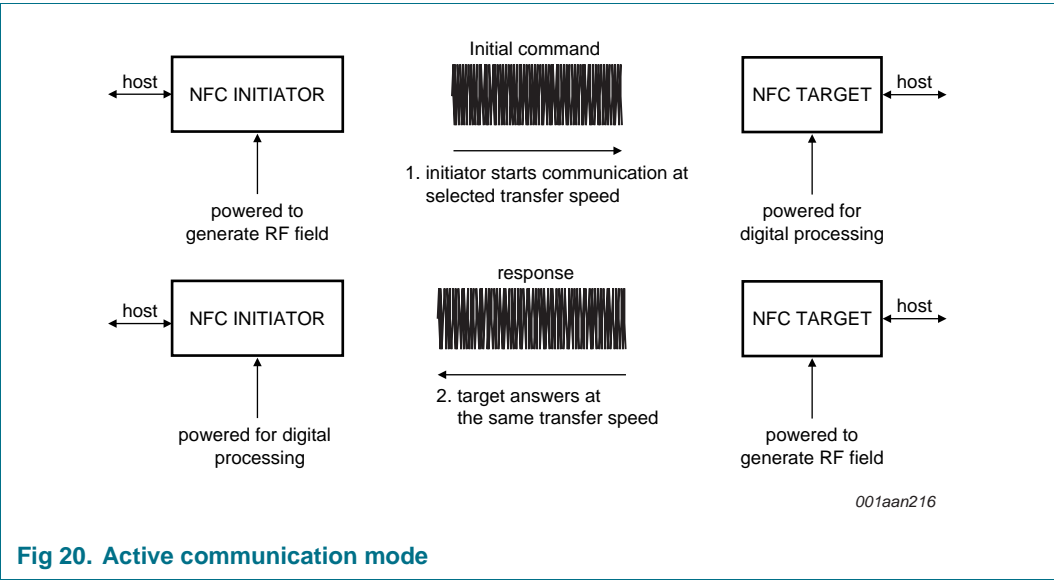 Initial command
host
NFC INITIATOR
NFC TARGET
host
1. initiator starts communication at
selected transfer speed
powered to
generate RF field
powered for
digital processing
response
host
NFC INITIATOR
NFC TARGET
host
2. target answers at
the same transfer speed
powered for digital
processing
powered to
generate RF field
001aan216
Fig 20. Active communication mode